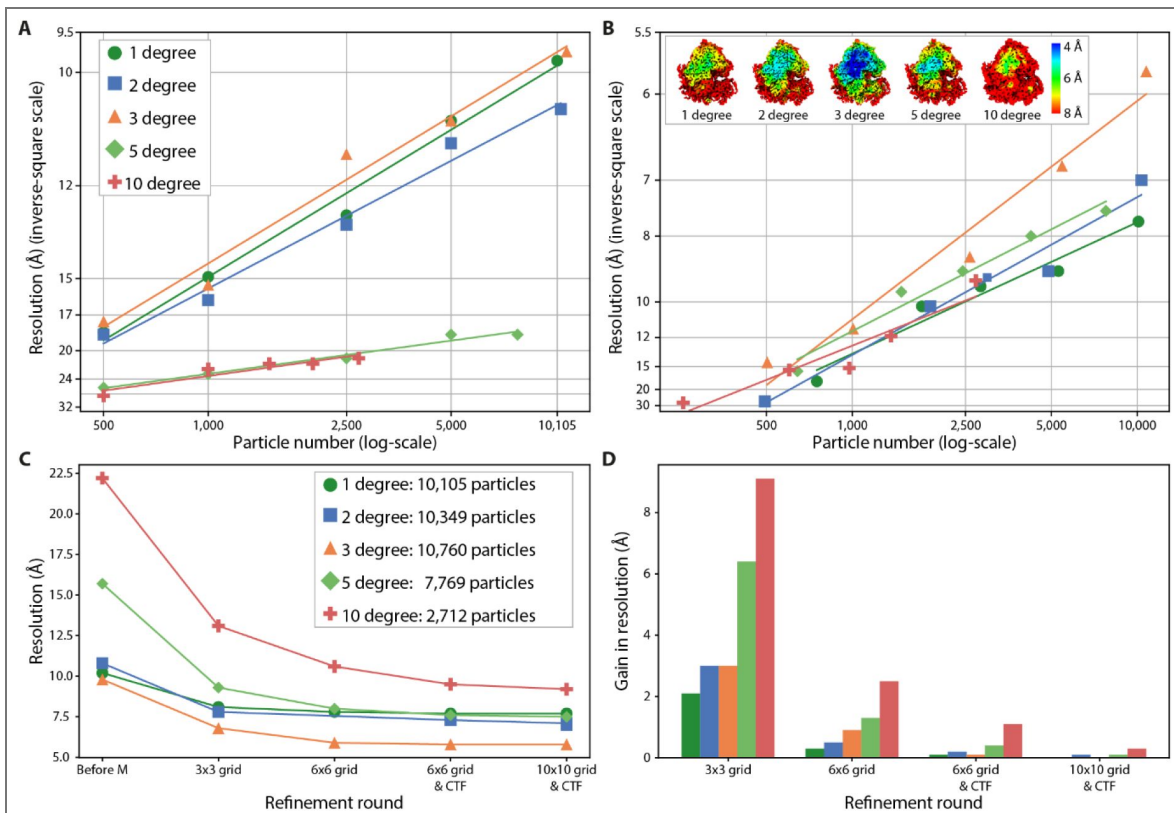 A
Resolution (Å) (inverse-square scale)
9.5
10
12
15
17
20
24
32
1 degree
2 degree
3 degree
5 degree
10 degree
500
1,000
2,500
5,000
10,105
Particle number (log-scale)
B
Resolution (Å) (inverse-square scale)
5.5
6
7
8
10
12
15
20
30
1 degree
2 degree
3 degree
5 degree
10 degree
4 Å
6 Å
8 Å
500
1,000
2,500
5,000
10,000
Particle number (log-scale)
C
Resolution (Å)
22.5
20.0
17.5
15.0
12.5
10.0
7.5
5.0
1 degree: 10,105 particles
2 degree: 10,349 particles
3 degree: 10,760 particles
5 degree: 7,769 particles
10 degree: 2,712 particles
Before M
3x3 grid
6x6 grid
6x6 grid
& CTF
10x10 grid
& CTF
Refinement round
D
Gain in resolution (Å)
8
6
4
2
0
3x3 grid
6x6 grid
6x6 grid
& CTF
10x10 grid
& CTF
Refinement round